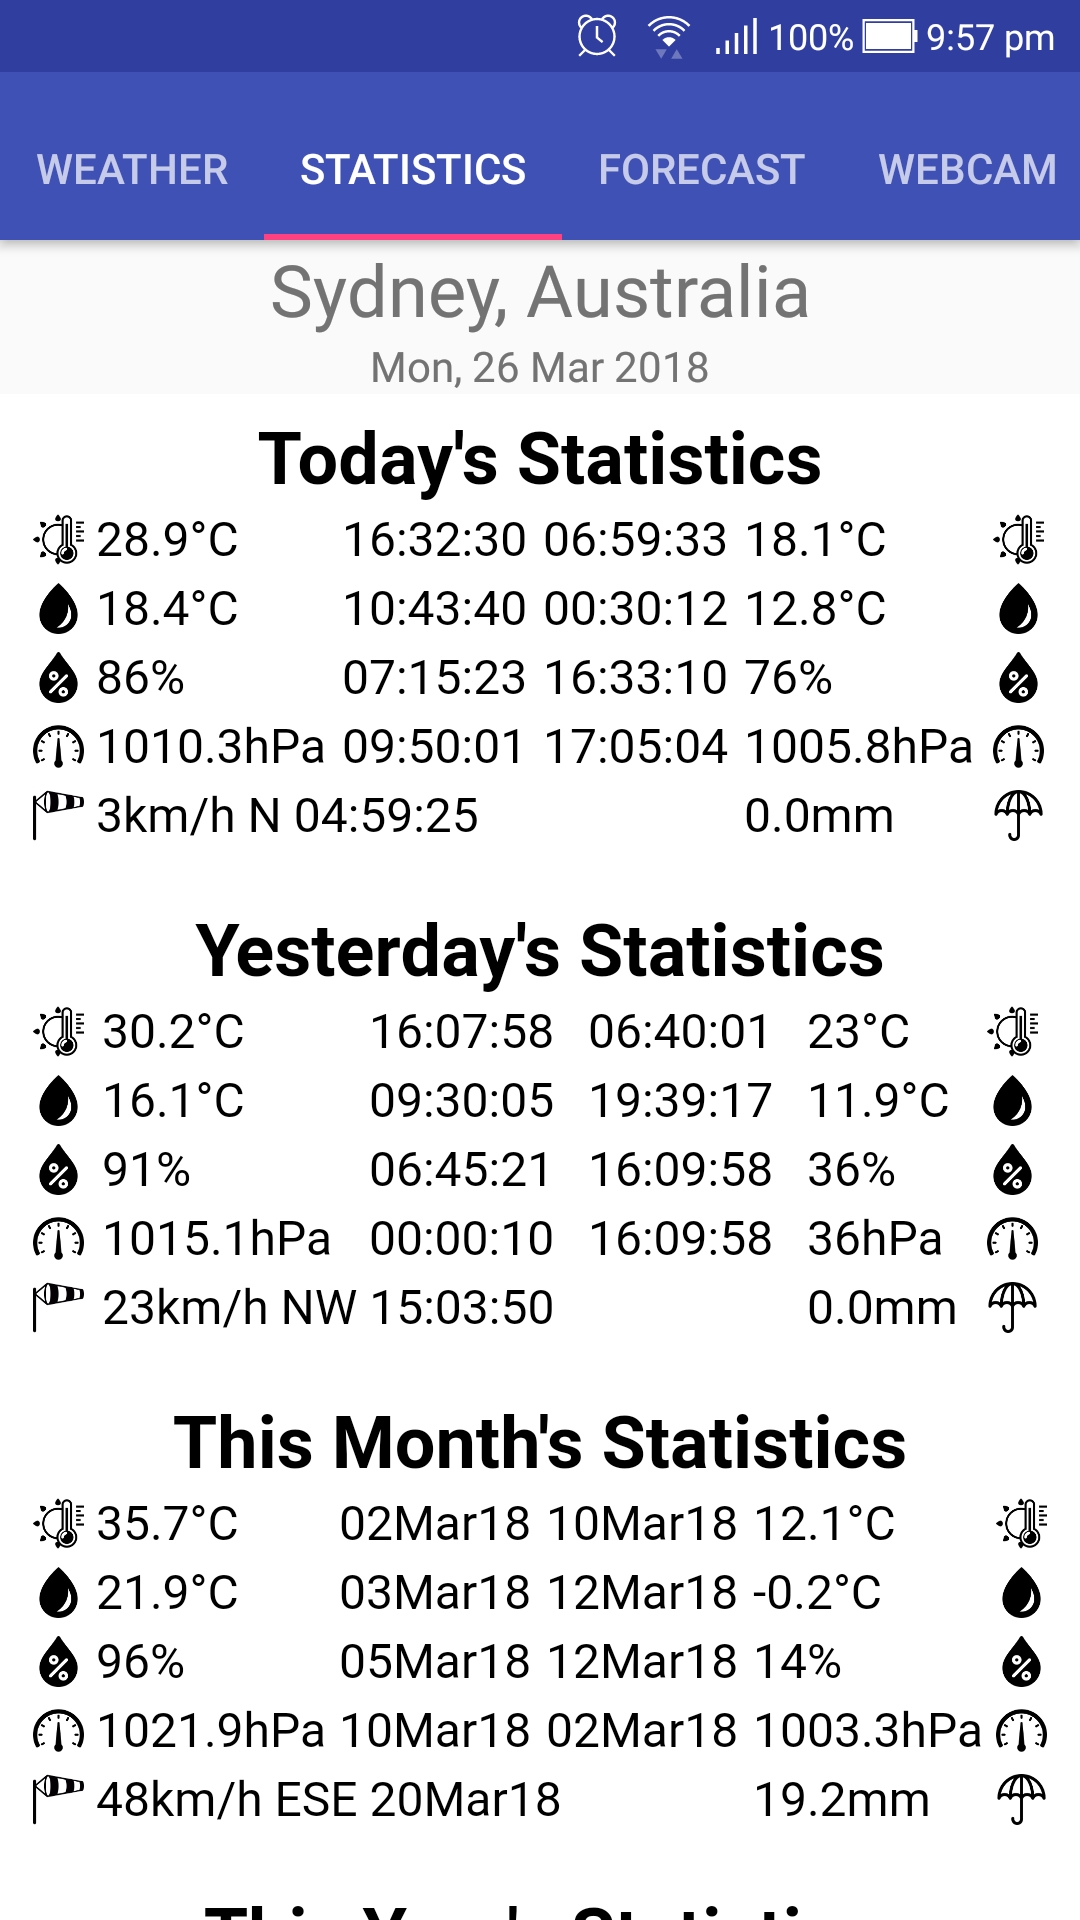 100% 9:57 pm
WEATHER STATISTICS FORECAST WEBCAM
Sydney, Australia
Mon, 26 Mar 2018
Today's Statistics
28.9°C 16:32:30 06:59:33 18.1°C
18.4°C 10:43:40 00:30:12 12.8°C
86% 07:15:23 16:33:10 76%
1010.3hPa 09:50:01 17:05:04 1005.8hPa
3km/h N 04:59:25 0.0mm
Yesterday's Statistics
30.2°C 16:07:58 06:40:01 23°C
16.1°C 09:30:05 19:39:17 11.9°C
91% 06:45:21 16:09:58 36%
1015.1hPa 00:00:10 16:09:58 36hPa
23km/h NW 15:03:50 0.0mm
This Month's Statistics
35.7°C 02Mar18 10Mar18 12.1°C
21.9°C 03Mar18 12Mar18 -0.2°C
96% 05Mar18 12Mar18 14%
1021.9hPa 10Mar18 02Mar18 1003.3hPa
48km/h ESE 20Mar18 19.2mm
This Year's Statistics